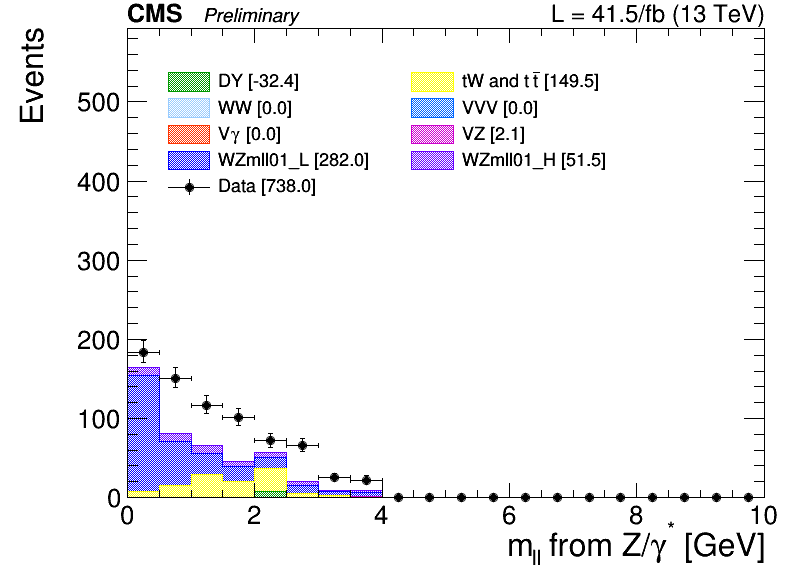 CMS Preliminary L = 41.5/fb (13 TeV)
Events
DY [-32.4] tW and t t̅ [149.5]
WW [0.0] VVV [0.0]
Vγ [0.0] VZ [2.1]
WZmll01_L [282.0] WZmll01_H [51.5]
Data [738.0]
500
400
300
200
100
0
0 2 4 6 8 10
m_ll from Z/γ* [GeV]